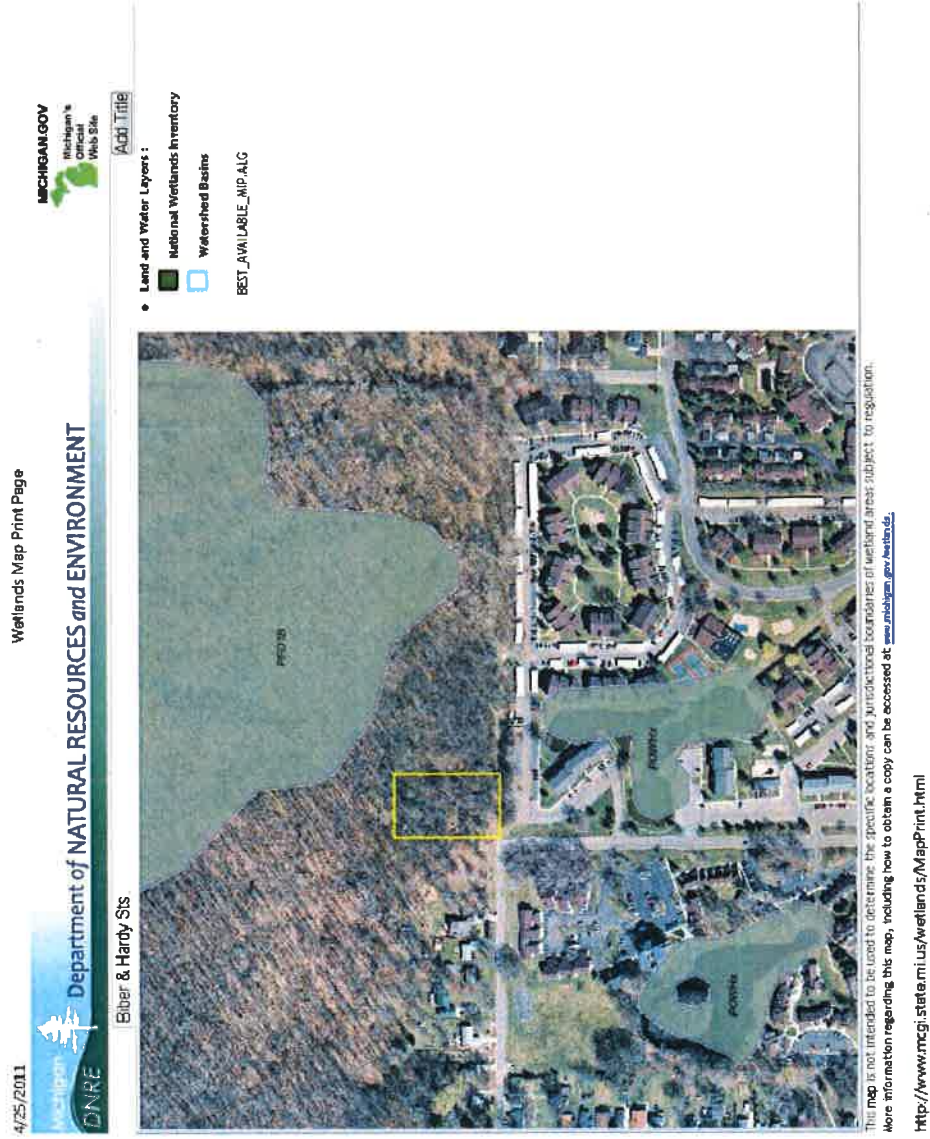 4/25/2011
Wetlands Map Print Page
Michigan
DNRE
Department of NATURAL RESOURCES and ENVIRONMENT
MICHIGAN.GOV
Michigan's
Official
Web Site
Biber & Hardy Sts.
Add Title
• Land and Water Layers :
National Wetlands Inventory
Watershed Basins
BEST_AVAILABLE_MIP.ALG
This map is not intended to be used to determine the specific locations and jurisdictional boundaries of wetland areas subject to regulation.
More information regarding this map, including how to obtain a copy can be accessed at www.michigan.gov/wetlands.
http://www.mcgi.state.mi.us/wetlands/MapPrint.html